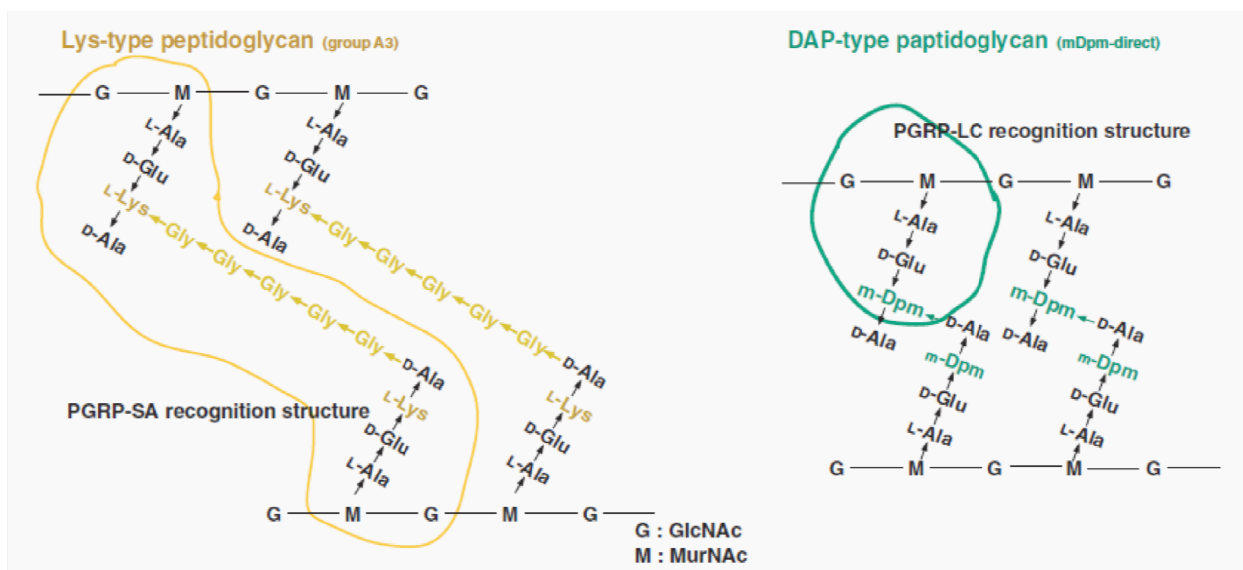 Lys-type peptidoglycan (group A3)
G M G M G
L-Ala L-Ala
D-Glu D-Glu
L-Lys Gly Gly Gly Gly Gly D-Ala
L-Lys Gly Gly Gly Gly Gly D-Ala
D-Ala D-Ala
L-Lys L-Lys
PGRP-SA recognition structure
D-Glu D-Glu
L-Ala L-Ala
G M G M G
G : GlcNAc
M : MurNAc
DAP-type paptidoglycan (mDpm-direct)
PGRP-LC recognition structure
G M G M G
L-Ala L-Ala
D-Glu D-Glu
m-Dpm D-Ala m-Dpm D-Ala
D-Ala D-Ala
m-Dpm m-Dpm
D-Glu D-Glu
L-Ala L-Ala
G M G M G